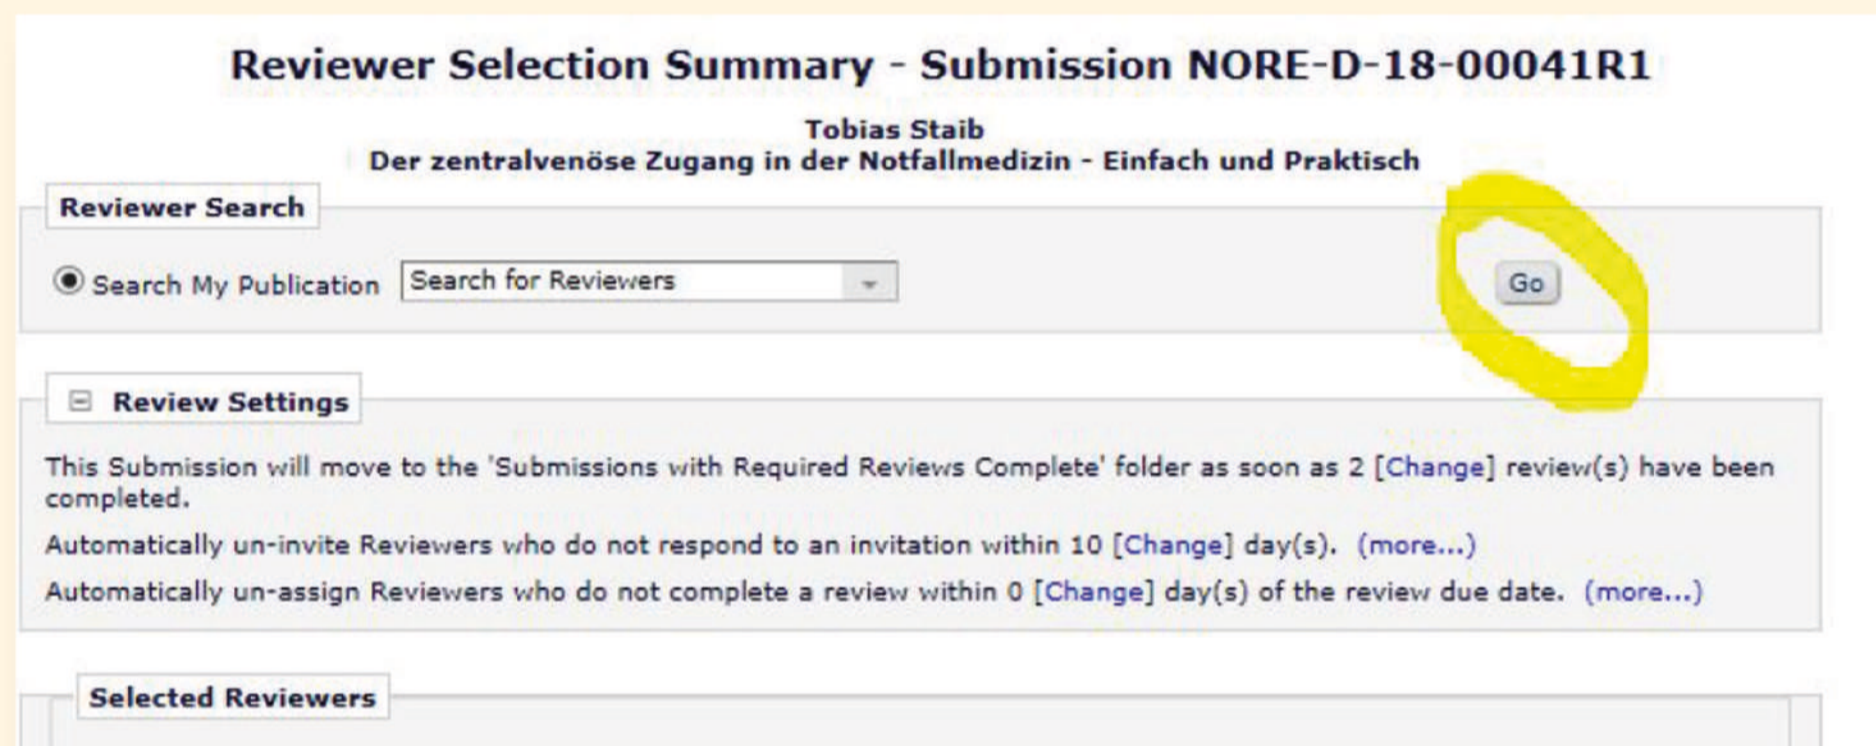 Reviewer Selection Summary - Submission NORE-D-18-00041R1
Tobias Staib
Der zentralvenöse Zugang in der Notfallmedizin - Einfach und Praktisch
Reviewer Search
Search My Publication Search for Reviewers Go
Review Settings
This Submission will move to the 'Submissions with Required Reviews Complete' folder as soon as 2 [Change] review(s) have been
completed.
Automatically un-invite Reviewers who do not respond to an invitation within 10 [Change] day(s). (more...)
Automatically un-assign Reviewers who do not complete a review within 0 [Change] day(s) of the review due date. (more...)
Selected Reviewers